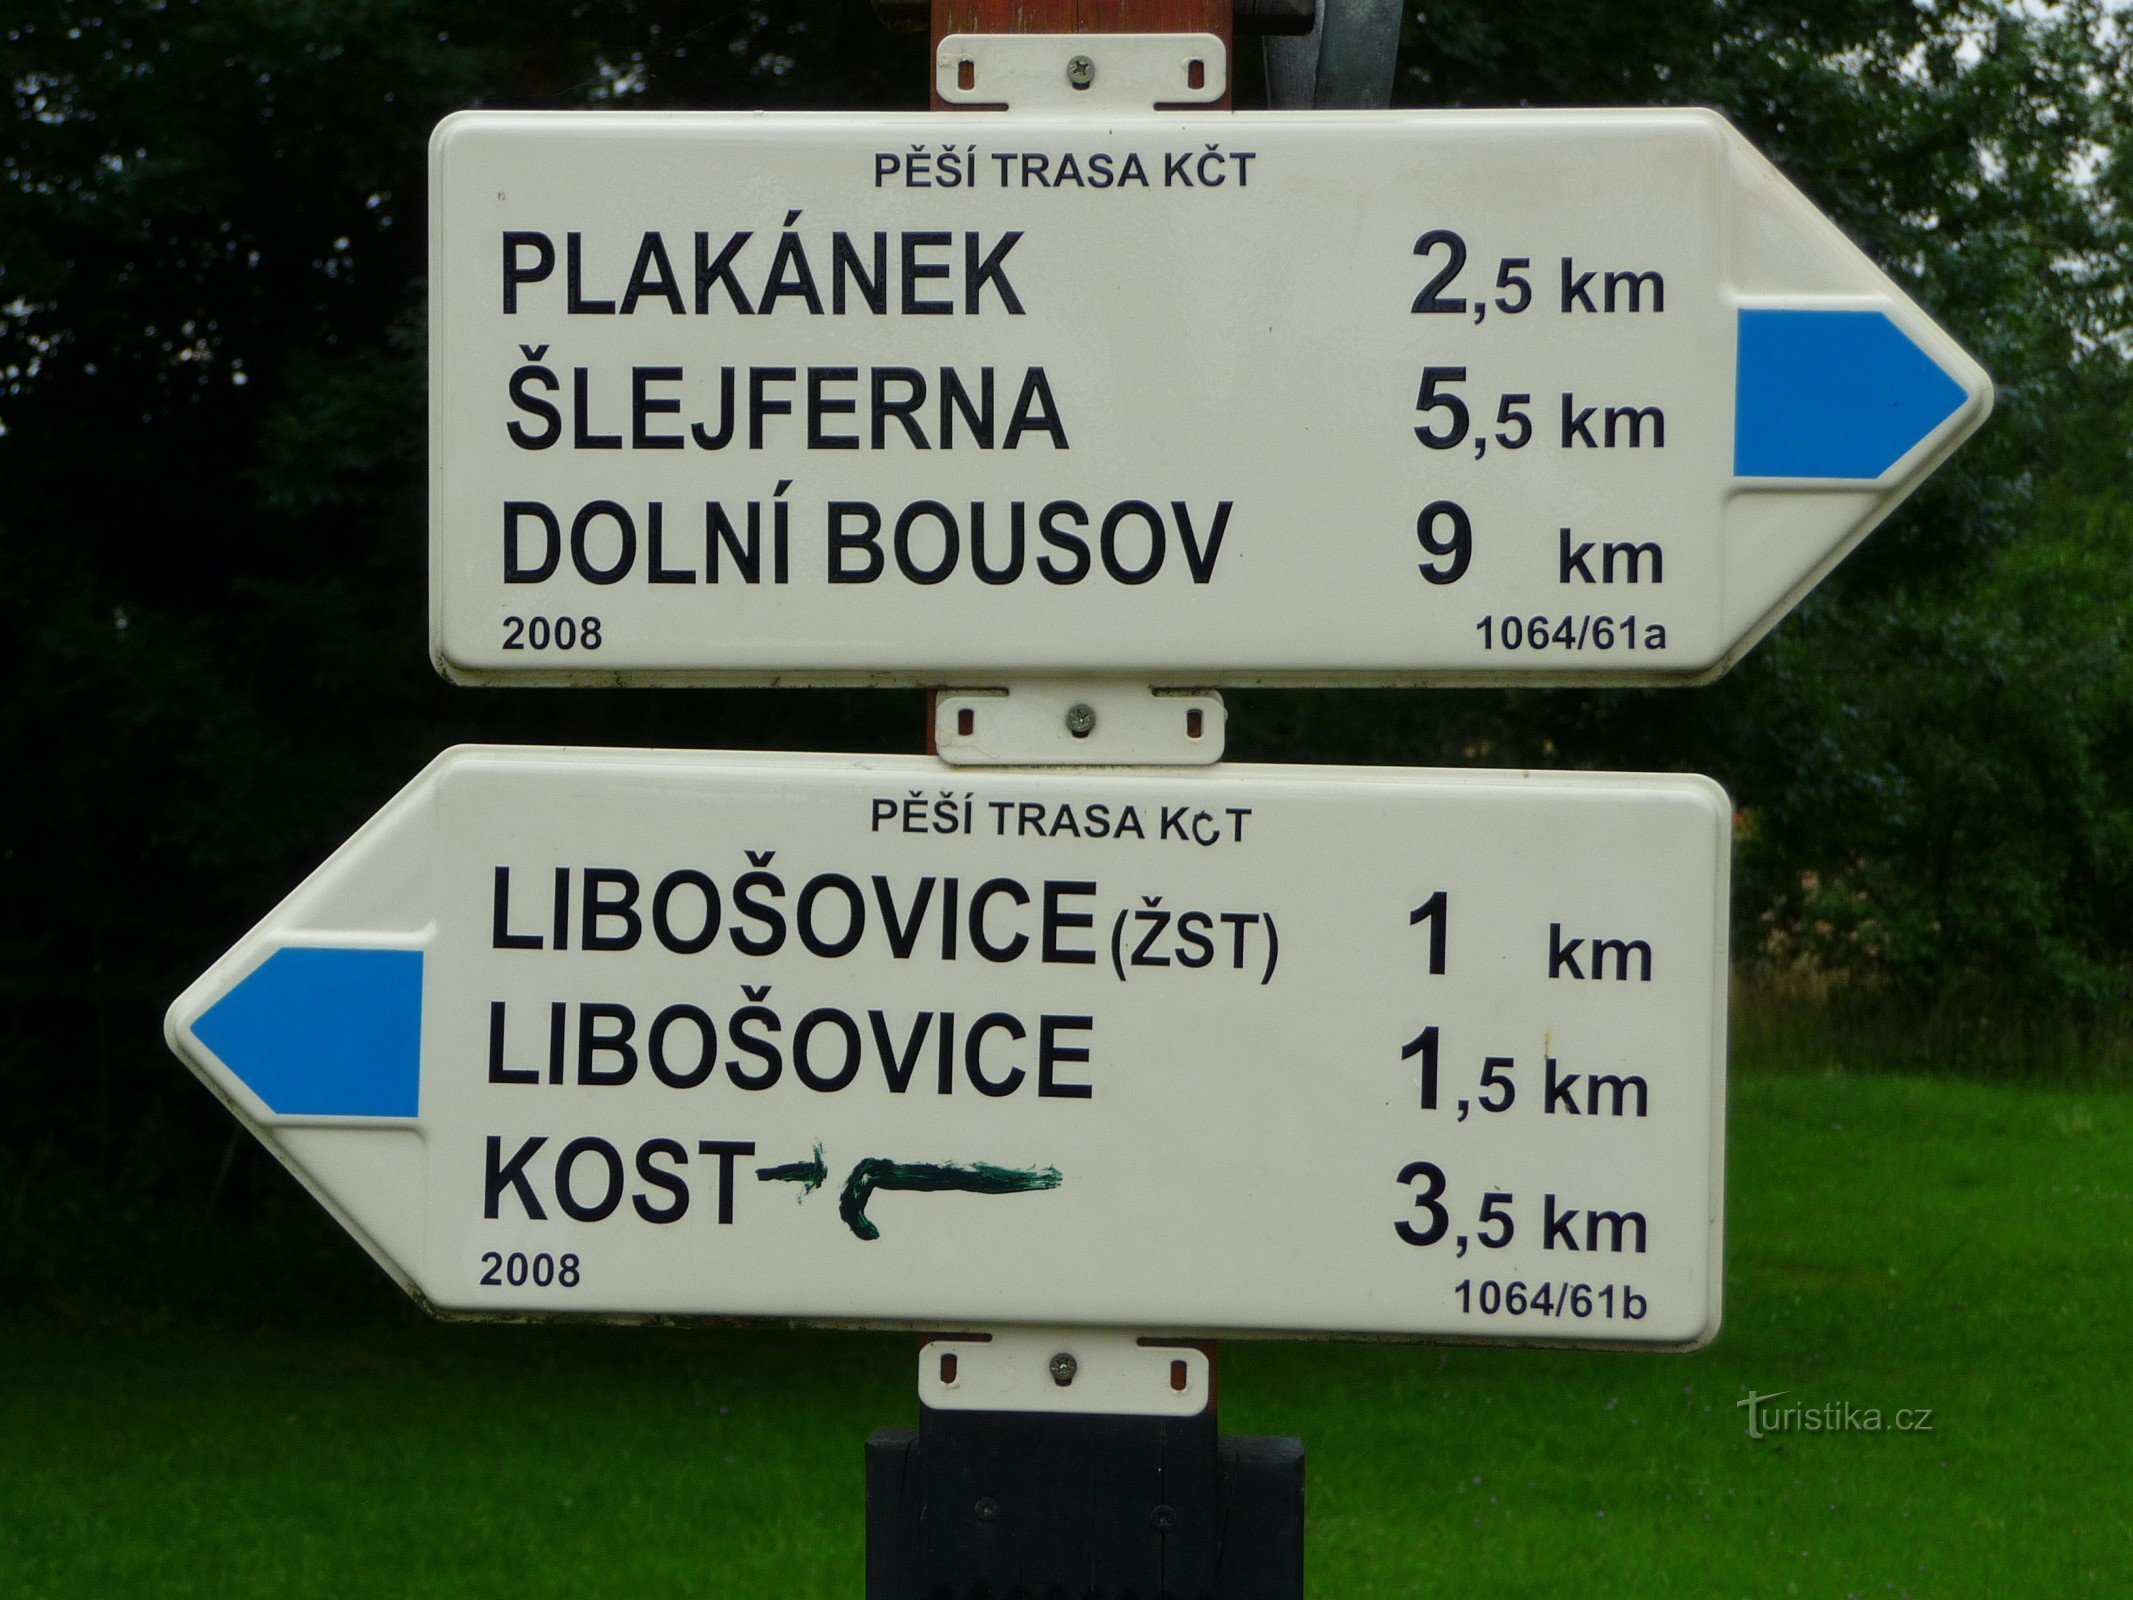 PĚŠÍ TRASA KČT
PLAKÁNEK 2,5 km
ŠLEJFERNA 5,5 km
DOLNÍ BOUSOV 9 km
2008 1064/61a
PĚŠÍ TRASA KČT
LIBOŠOVICE (ŽST) 1 km
LIBOŠOVICE 1,5 km
KOST 3,5 km
2008 1064/61b
Turistika.cz